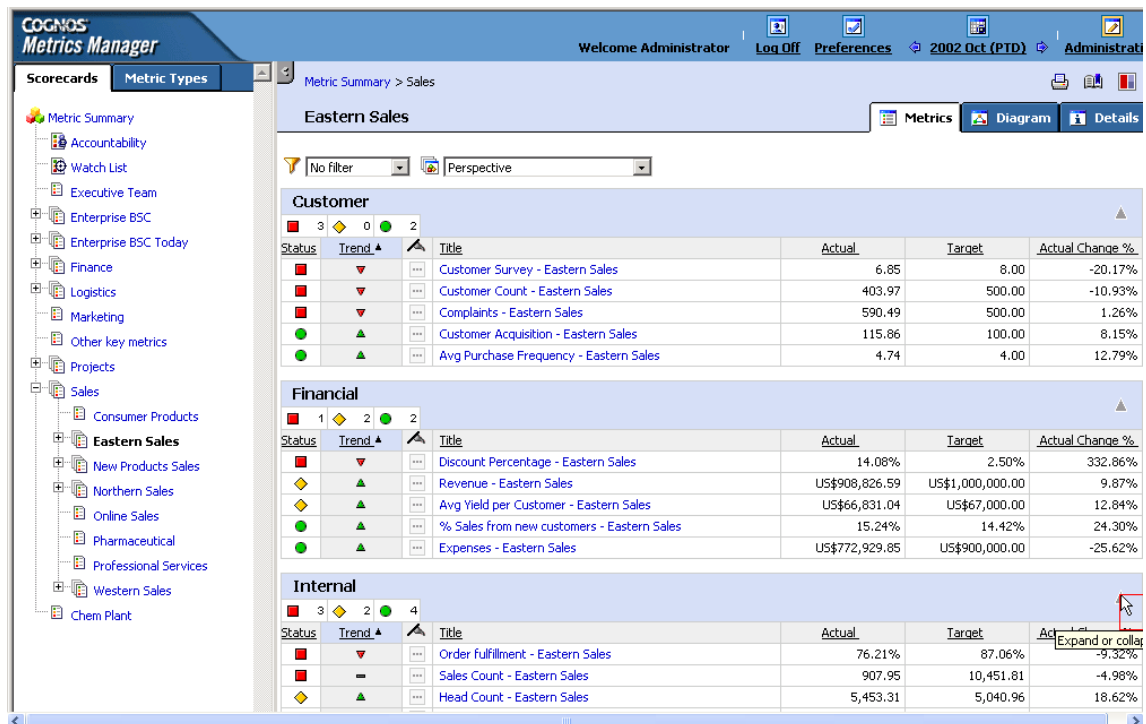 COGNOS
Metrics Manager
Welcome Administrator Log Off Preferences 2002 Oct (PTD) Administrati
Scorecards Metric Types
Metric Summary
Accountability
Watch List
Executive Team
Enterprise BSC
Enterprise BSC Today
Finance
Logistics
Marketing
Other key metrics
Projects
Sales
Consumer Products
Eastern Sales
New Products Sales
Northern Sales
Online Sales
Pharmaceutical
Professional Services
Western Sales
Chem Plant
Metric Summary > Sales
Eastern Sales
Metrics Diagram Details
No filter Perspective
Customer
3 0 2
Status Trend Title Actual Target Actual Change %
Customer Survey - Eastern Sales 6.85 8.00 -20.17%
Customer Count - Eastern Sales 403.97 500.00 -10.93%
Complaints - Eastern Sales 590.49 500.00 1.26%
Customer Acquisition - Eastern Sales 115.86 100.00 8.15%
Avg Purchase Frequency - Eastern Sales 4.74 4.00 12.79%
Financial
1 2 2
Status Trend Title Actual Target Actual Change %
Discount Percentage - Eastern Sales 14.08% 2.50% 332.86%
Revenue - Eastern Sales US$908,826.59 US$1,000,000.00 9.87%
Avg Yield per Customer - Eastern Sales US$66,831.04 US$67,000.00 12.84%
% Sales from new customers - Eastern Sales 15.24% 14.42% 24.30%
Expenses - Eastern Sales US$772,929.85 US$900,000.00 -25.62%
Internal
3 2 4
Status Trend Title Actual Target
Expand or collap
Order fulfillment - Eastern Sales 76.21% 87.06% -9.32%
Sales Count - Eastern Sales 907.95 10,451.81 -4.98%
Head Count - Eastern Sales 5,453.31 5,040.96 18.62%